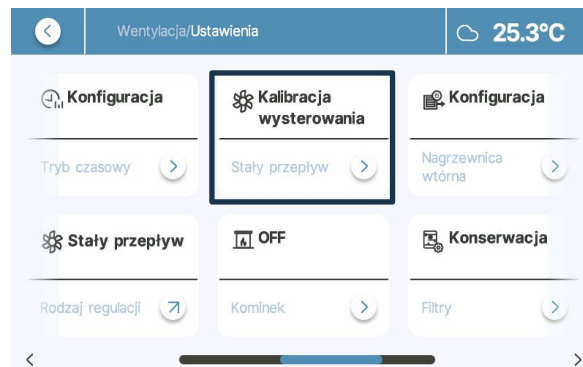 Wentylacja/Ustawienia
25.3°C
Konfiguracja
Tryb czasowy
Kalibracja
wysterowania
Stały przepływ
Konfiguracja
Nagrzewnica
wtórna
Stały przepływ
Rodzaj regulacji
OFF
Kominek
Konserwacja
Filtry